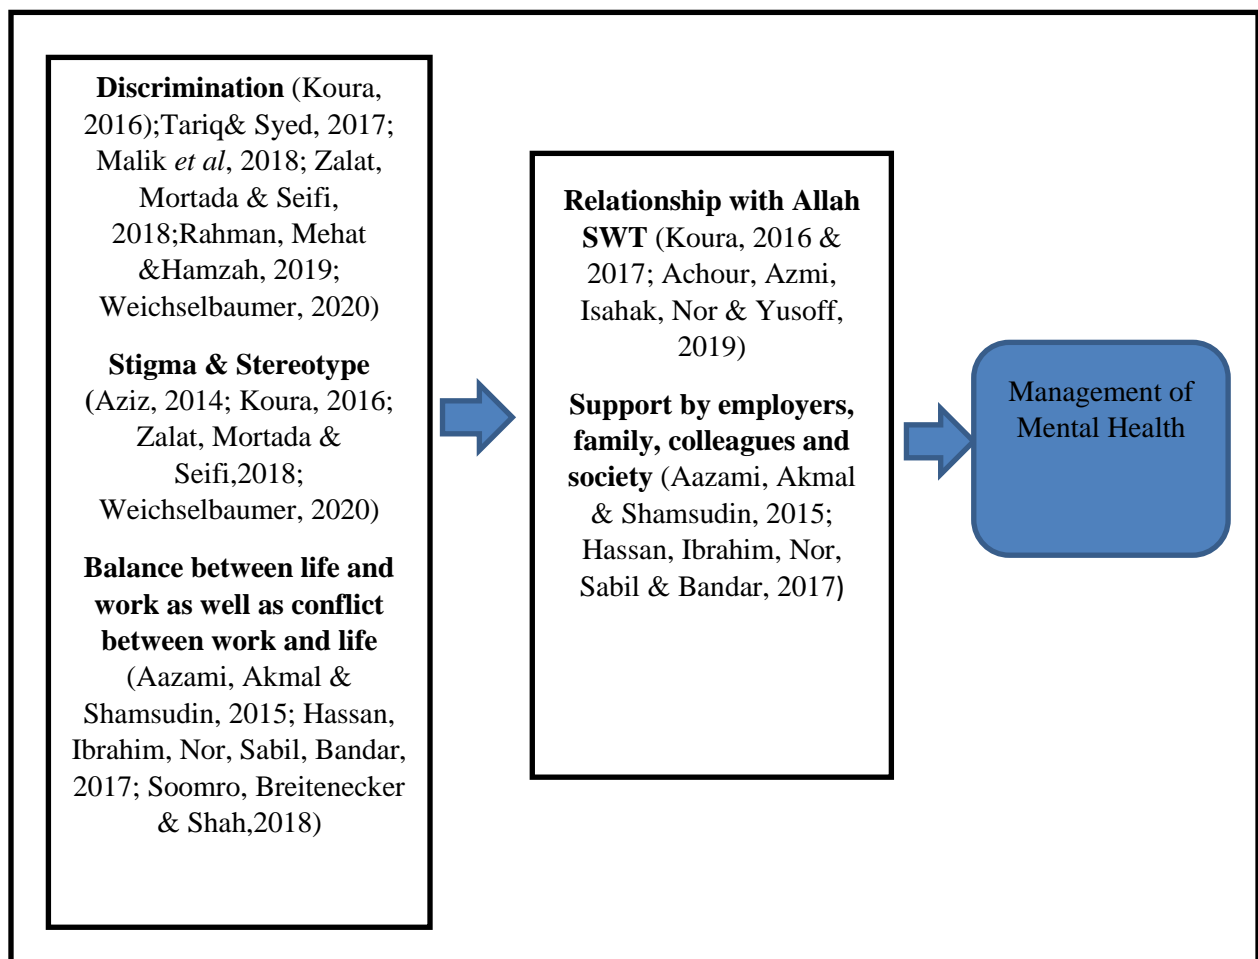 Discrimination (Koura,
2016);Tariq& Syed, 2017;
Malik et al, 2018; Zalat,
Mortada & Seifi,
2018;Rahman, Mehat
&Hamzah, 2019;
Weichselbaumer, 2020)
Stigma & Stereotype
(Aziz, 2014; Koura, 2016;
Zalat, Mortada &
Seifi,2018;
Weichselbaumer, 2020)
Balance between life and
work as well as conflict
between work and life
(Aazami, Akmal &
Shamsudin, 2015; Hassan,
Ibrahim, Nor, Sabil, Bandar,
2017; Soomro, Breitenecker
& Shah,2018)
Relationship with Allah
SWT (Koura, 2016 &
2017; Achour, Azmi,
Isahak, Nor & Yusoff,
2019)
Support by employers,
family, colleagues and
society (Aazami, Akmal
& Shamsudin, 2015;
Hassan, Ibrahim, Nor,
Sabil & Bandar, 2017)
Management of
Mental Health